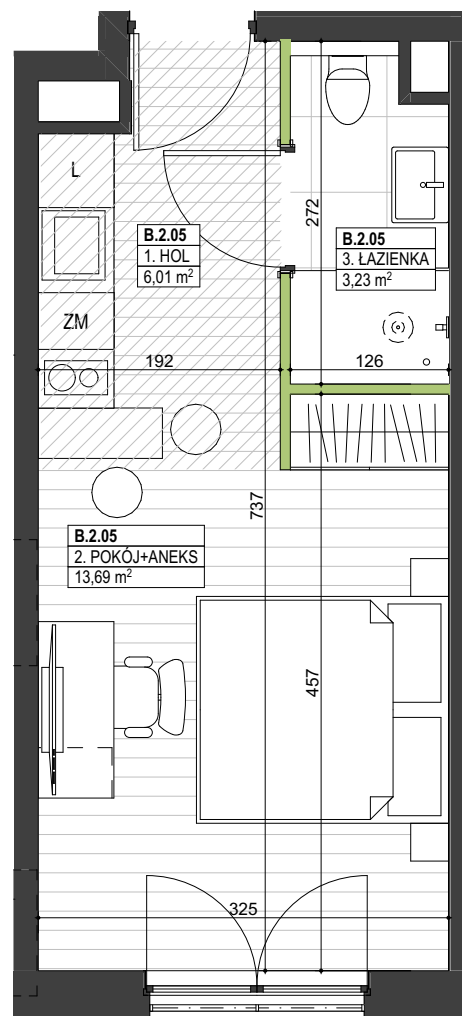 L
B.2.05
1. HOL
6,01 m²
272
B.2.05
3. ŁAZIENKA
3,23 m²
ZM
192
126
737
B.2.05
2. POKÓJ+ANEKS
13,69 m²
457
325